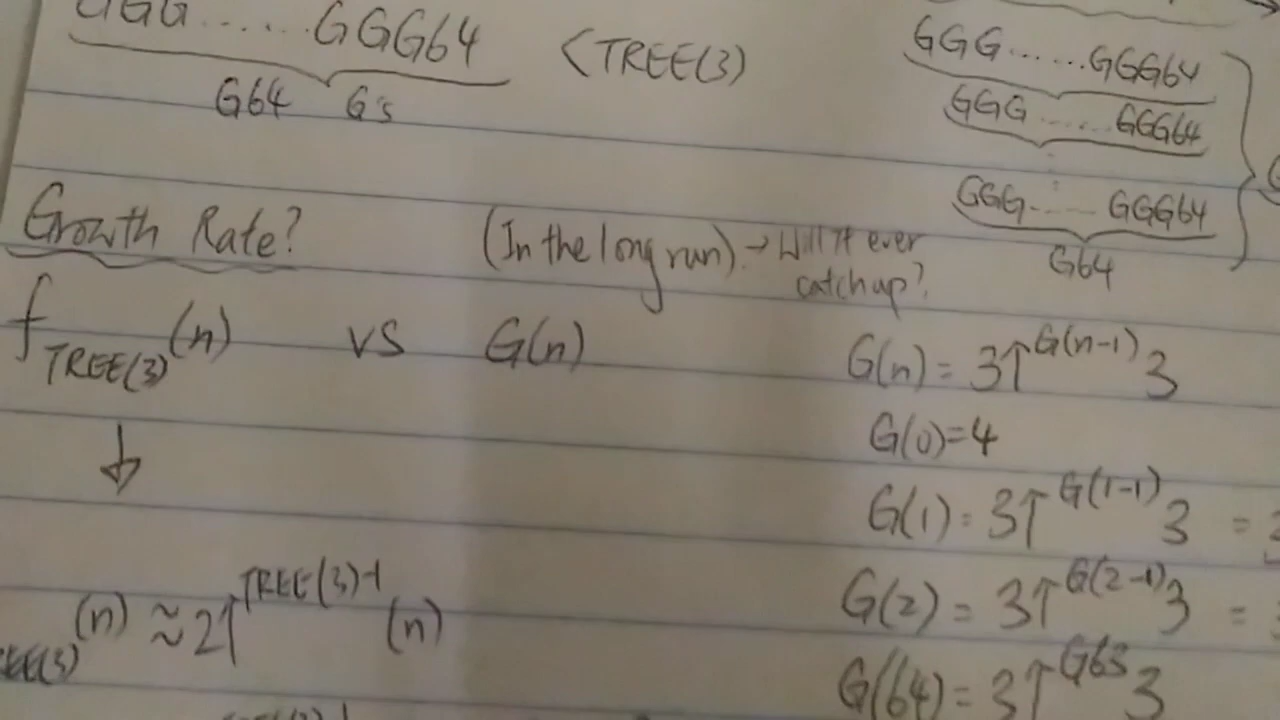 GGG......GGGG64 < TREE(3)
G64 G's
GGG......GGGG64
GGG......GGG64
GGG......GGG64
G64
Growth Rate? (In the long run). → Will it ever
catch up?
f TREE(3) (n) vs G(n)
G(n) = 3↑^G(n-1) 3
G(0)=4
G(1) = 3↑^G(1-1) 3 =
G(2) = 3↑^G(2-1) 3 =
(n) ≈ 2↑^TREE(3)-1 (n)
G(64) = 3↑^G63 3